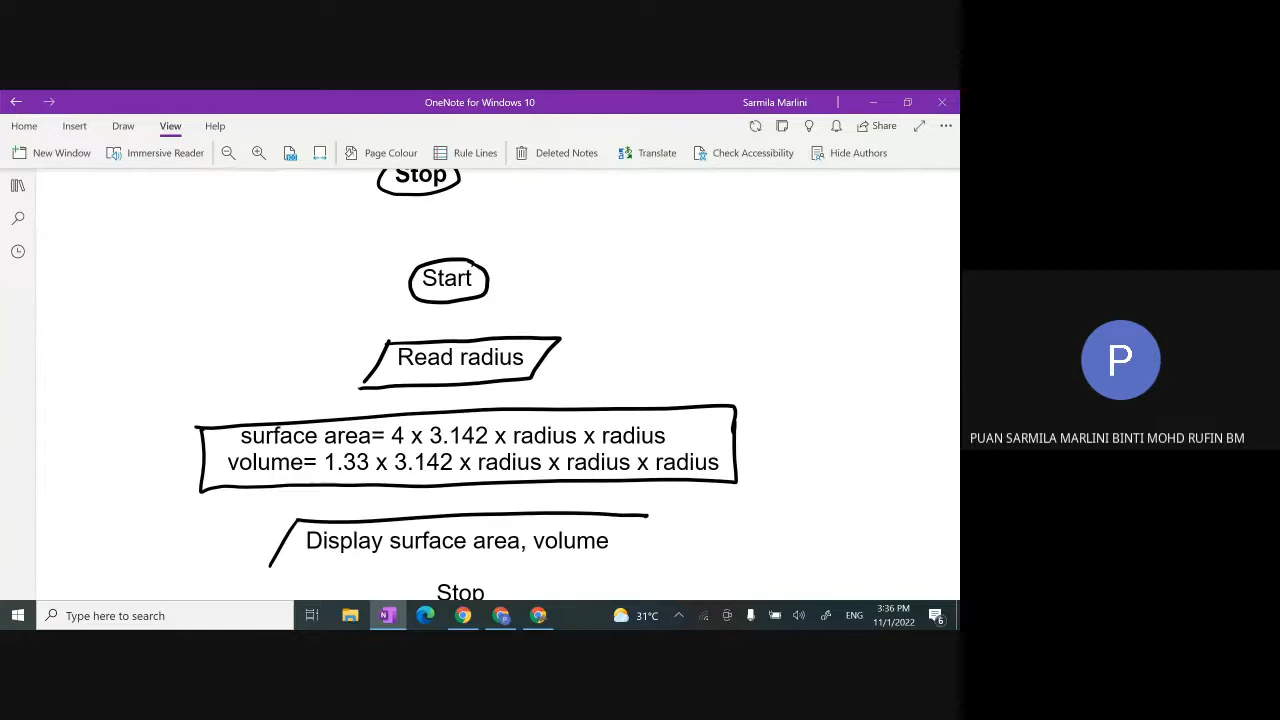 OneNote for Windows 10
Sarmila Marlini
Home Insert Draw View Help
Share
New Window Immersive Reader Page Colour Rule Lines Deleted Notes Translate Check Accessibility Hide Authors
Stop
Start
Read radius
surface area= 4 x 3.142 x radius x radius
volume= 1.33 x 3.142 x radius x radius x radius
Display surface area, volume
Stop
P
PUAN SARMILA MARLINI BINTI MOHD RUFIN BM
Type here to search
31°C
ENG
3:36 PM
11/1/2022
6